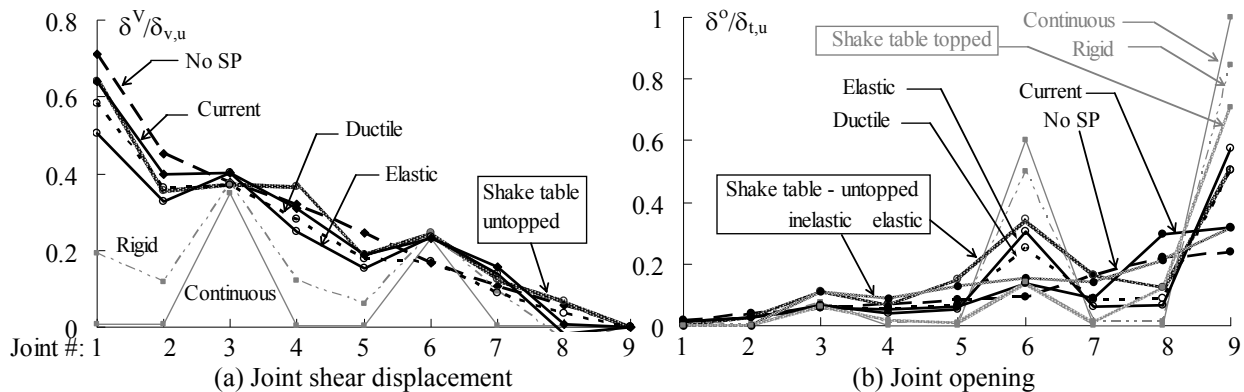 0.8
δV/δv,u
No SP
Current
Ductile
Elastic
Shake table
untopped
Rigid
Continuous
0.6
0.4
0.2
0
Joint #: 1 2 3 4 5 6 7 8 9
(a) Joint shear displacement
1
δo/δt,u
Continuous
Shake table topped
Rigid
Elastic
Current
Ductile
No SP
Shake table - untopped
inelastic elastic
0.8
0.6
0.4
0.2
0
1 2 3 4 5 6 7 8 9
(b) Joint opening